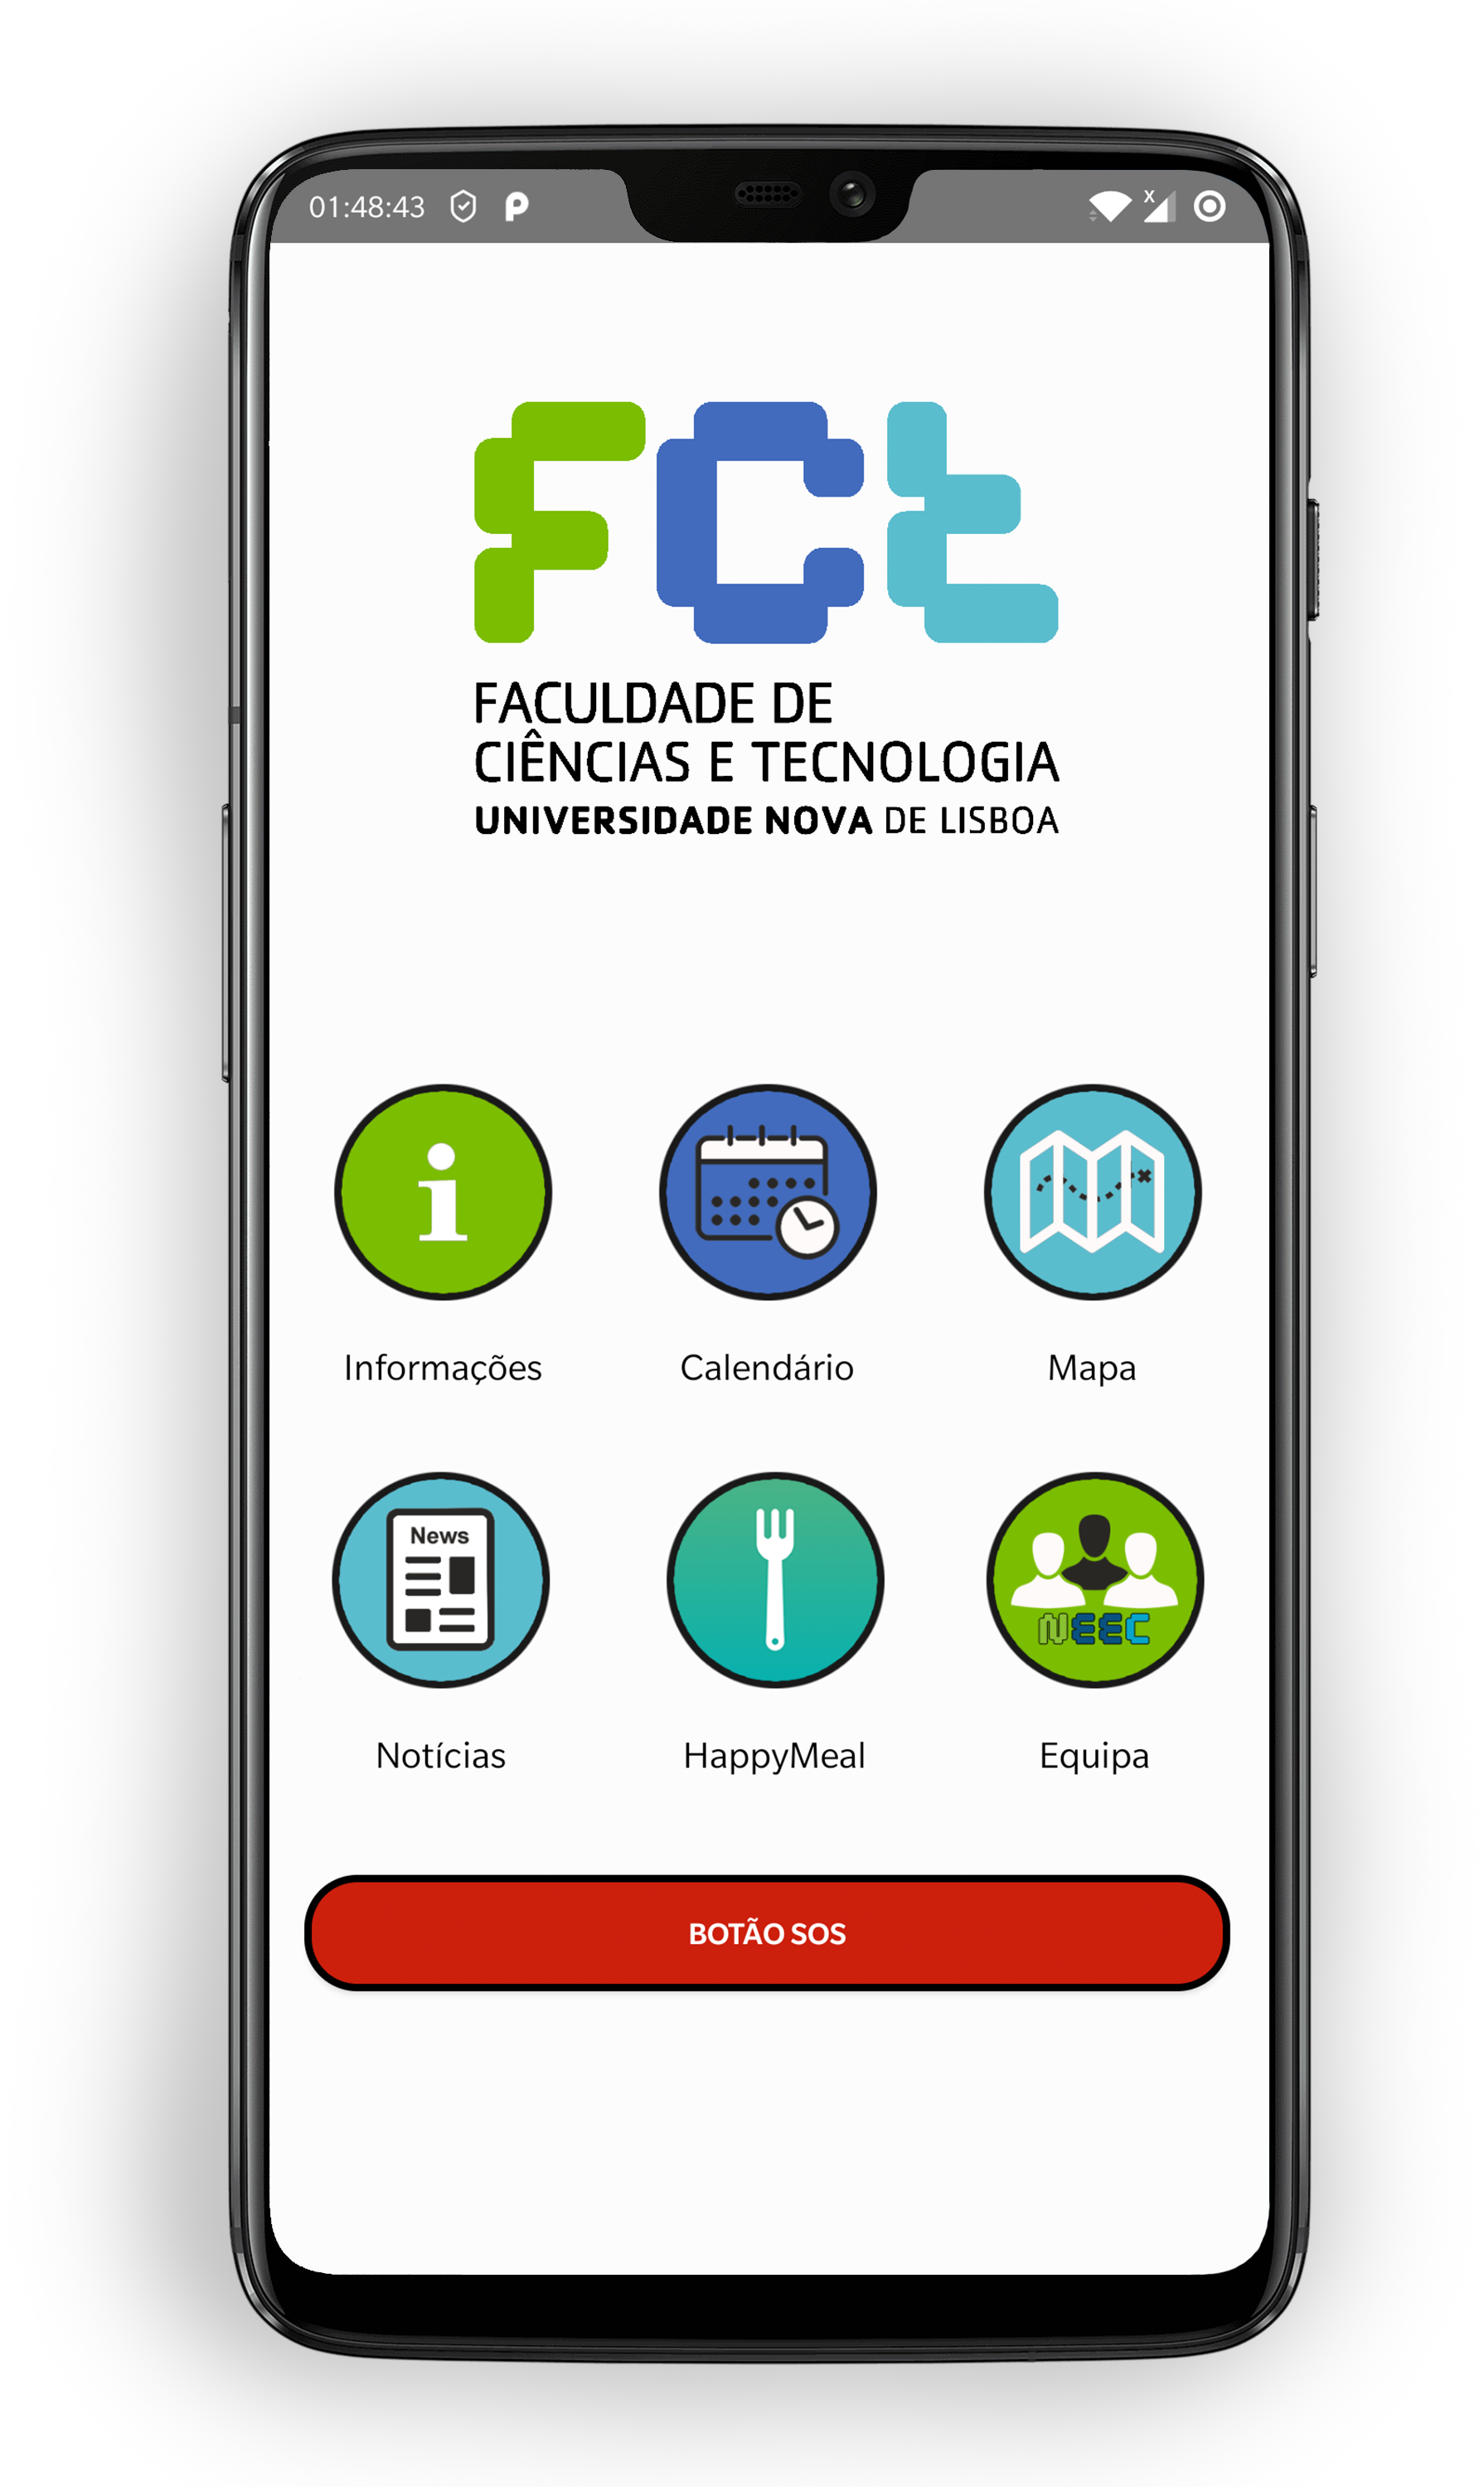 01:48:43
FCt
FACULDADE DE
CIÊNCIAS E TECNOLOGIA
UNIVERSIDADE NOVA DE LISBOA
Informações
Calendário
Mapa
News
NEEC
Notícias
HappyMeal
Equipa
BOTÃO SOS